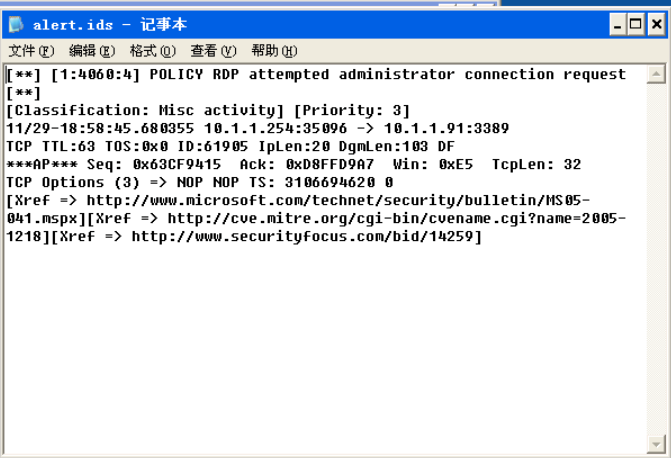 alert.ids - 记事本
文件(F) 编辑(E) 格式(O) 查看(V) 帮助(H)
[**] [1:4060:4] POLICY RDP attempted administrator connection request
[**]
[Classification: Misc activity] [Priority: 3]
11/29-18:58:45.680355 10.1.1.254:35096 -> 10.1.1.91:3389
TCP TTL:63 TOS:0x0 ID:61905 IpLen:20 DgmLen:103 DF
***AP*** Seq: 0x63CF9415  Ack: 0xD8FFD9A7  Win: 0xE5  TcpLen: 32
TCP Options (3) => NOP NOP TS: 3106694620 0
[Xref => http://www.microsoft.com/technet/security/bulletin/MS05-
041.mspx][Xref => http://cve.mitre.org/cgi-bin/cvename.cgi?name=2005-
1218][Xref => http://www.securityfocus.com/bid/14259]